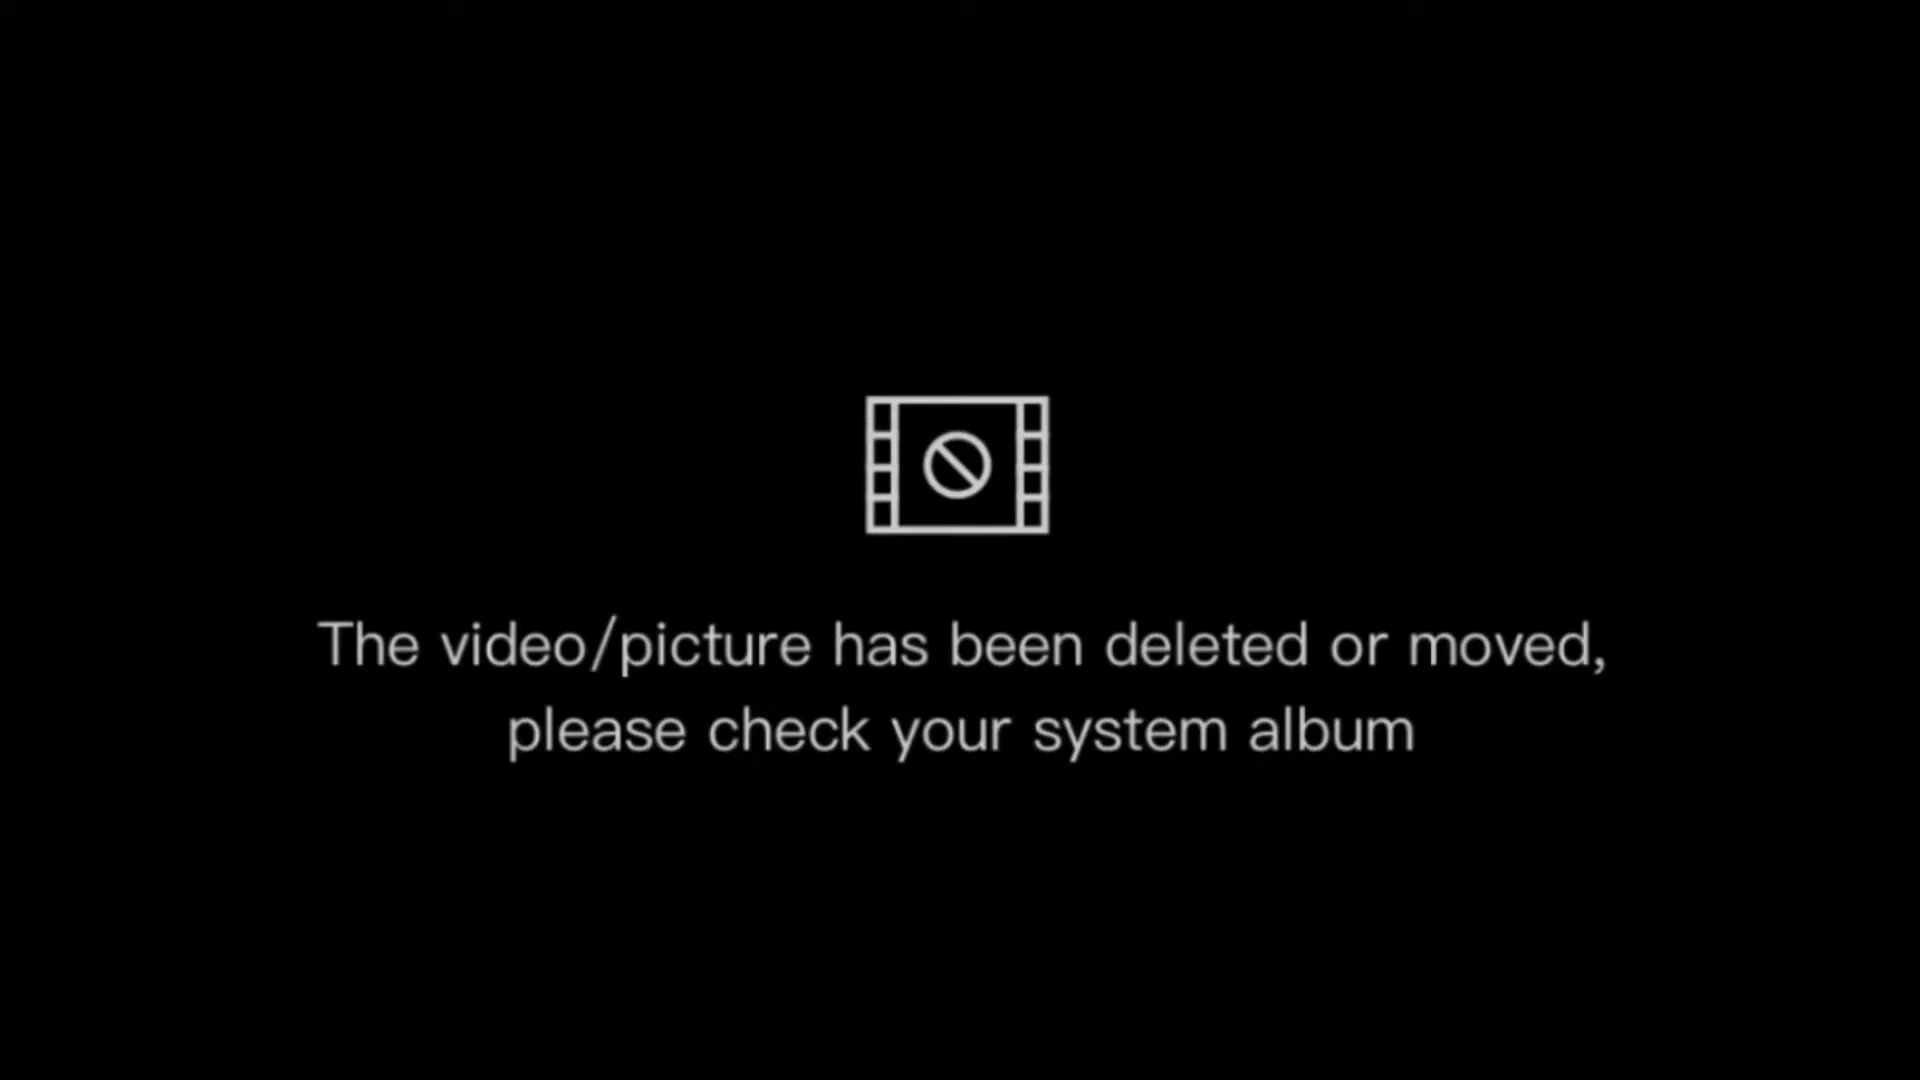 The video/picture has been deleted or moved,
please check your system album